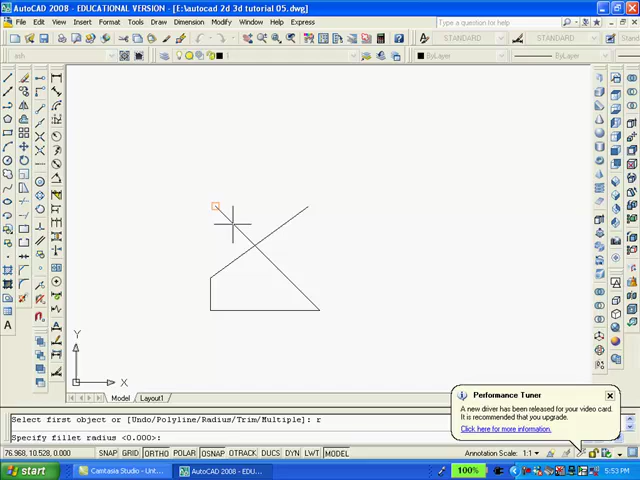 AutoCAD 2008 - EDUCATIONAL VERSION - [E:\autocad 2d 3d tutorial 05.dwg]
File Edit View Insert Format Tools Draw Dimension Modify Window Help Express
Type a question for help
STANDARD STANDARD Standa
ash ByLayer ByLayer
Y
X
Model Layout1
Performance Tuner
A new driver has been released for your video card.
It is recommended that you upgrade.
Click here for more information.
Select first object or [Undo/Polyline/Radius/Trim/Multiple]: r
Specify fillet radius <0.000>:
76.968, 10.528, 0.000 SNAP GRID ORTHO POLAR OSNAP OTRACK DUCS DYN LWT MODEL Annotation Scale: 1:1
start Camtasia Studio - Unt... AutoCAD 2008 - EDU... 100% 5:53 PM